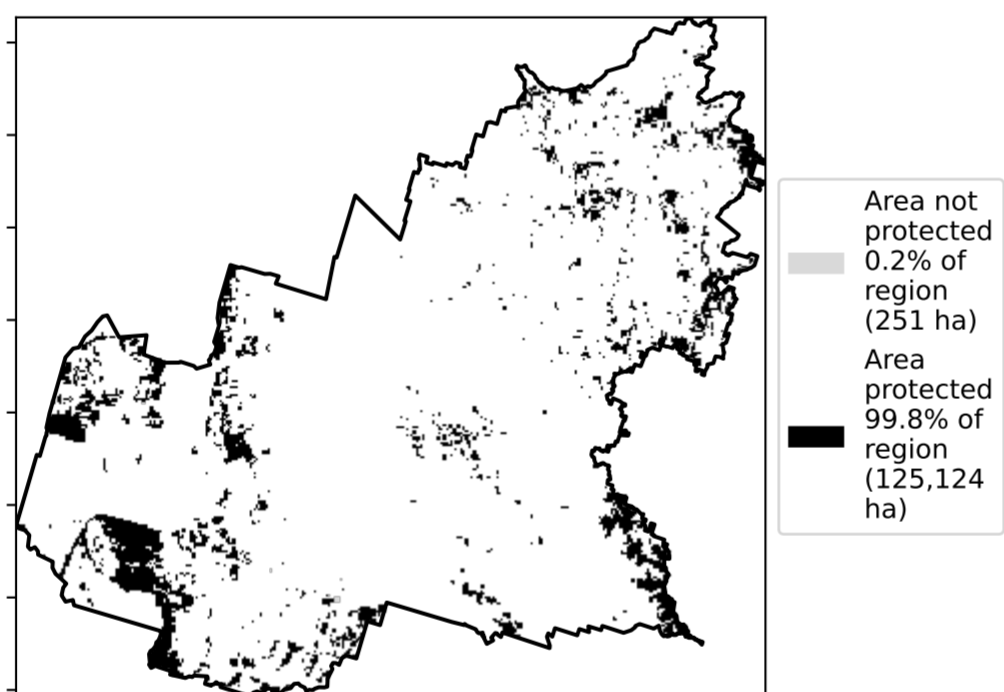 Area not
protected
0.2% of
region
(251 ha)
Area
protected
99.8% of
region
(125,124
ha)